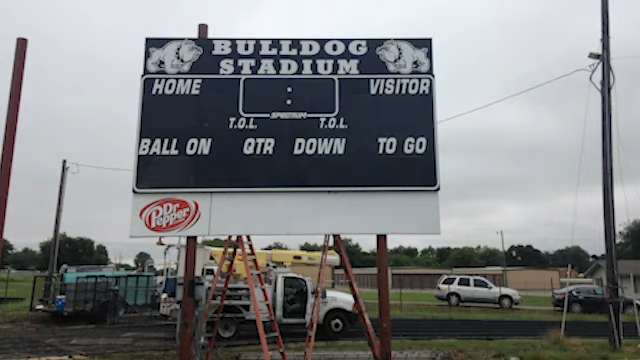 BULLDOG
STADIUM
HOME
VISITOR
:
SPECTRUM
T.O.L.
T.O.L.
BALL ON
QTR
DOWN
TO GO
Dr
Pepper